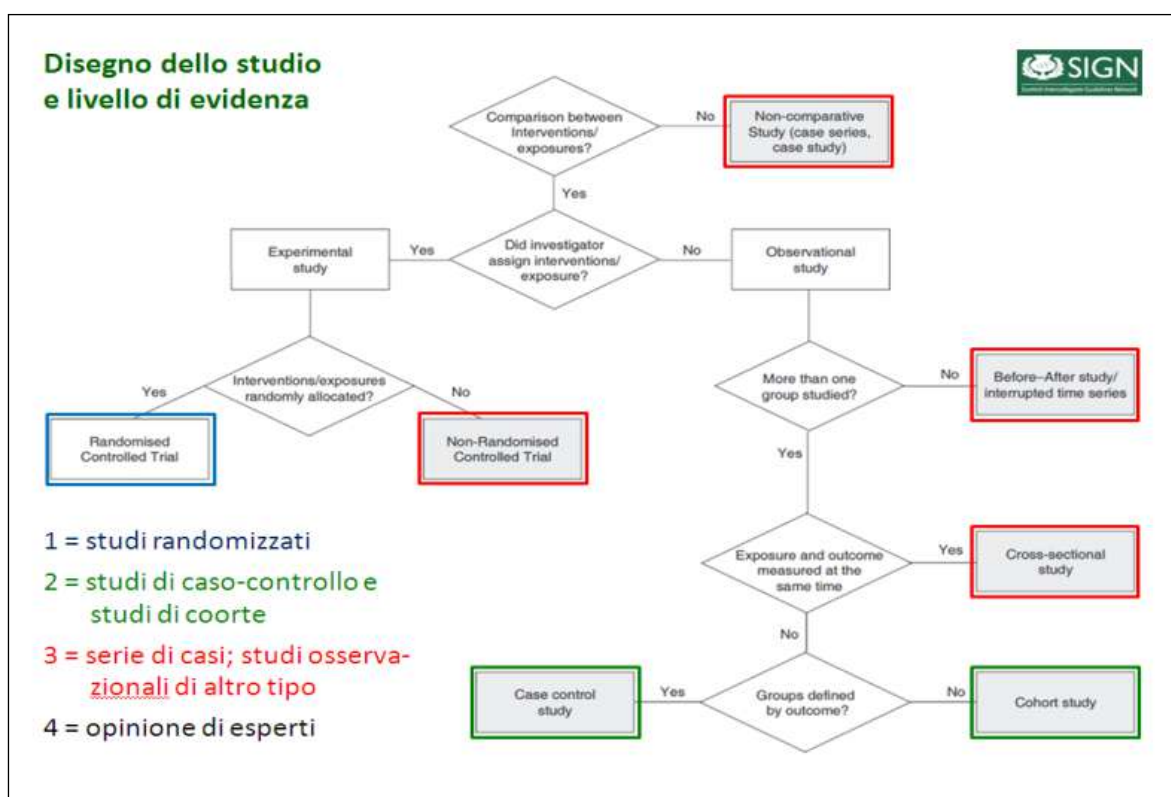 Disegno dello studio
e livello di evidenza
SIGN
Scottish Intercollegiate Guidelines Network
Comparison between
Interventions/
exposures?
No
Non-comparative
Study (case series,
case study)
Yes
Experimental
study
Yes
Did investigator
assign interventions/
exposure?
No
Observational
study
Yes
Interventions/exposures
randomly allocated?
No
Randomised
Controlled Trial
Non-Randomised
Controlled Trial
More than one
group studied?
No
Before–After study/
interrupted time series
Yes
Exposure and outcome
measured at the
same time
Yes
Cross-sectional
study
No
Case control
study
Yes
Groups defined
by outcome?
No
Cohort study
1 = studi randomizzati
2 = studi di caso-controllo e
studi di coorte
3 = serie di casi; studi osserva-
zionali di altro tipo
4 = opinione di esperti